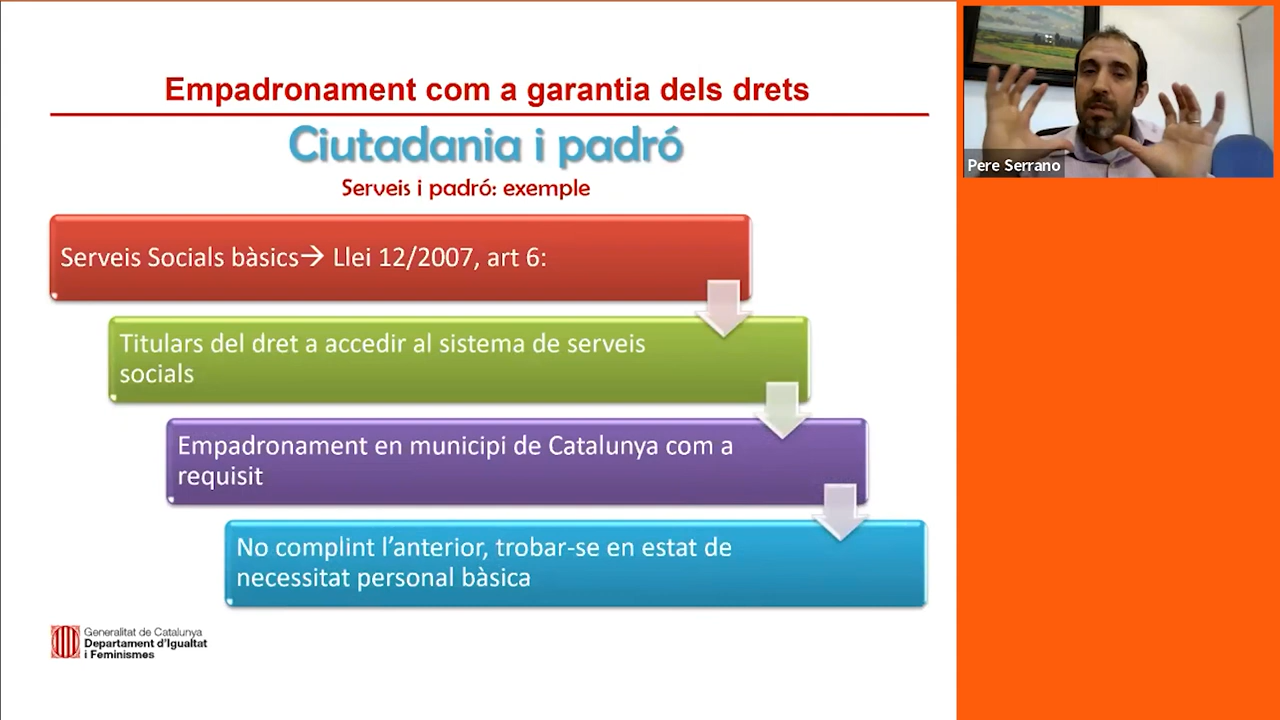 Empadronament com a garantia dels drets
Ciutadania i padró
Serveis i padró: exemple
Serveis Socials bàsics→ Llei 12/2007, art 6:
Titulars del dret a accedir al sistema de serveis
socials
Empadronament en municipi de Catalunya com a
requisit
No complint l’anterior, trobar-se en estat de
necessitat personal bàsica
Generalitat de Catalunya
Departament d'Igualtat
i Feminismes
Pere Serrano